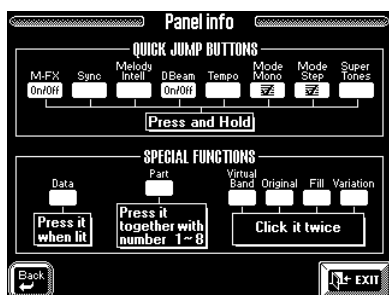 Panel info
QUICK JUMP BUTTONS
M-FX Sync Melody Intell DBeam Tempo Mode Mono Mode Step Super Tones
On/Off On/Off
Press and Hold
SPECIAL FUNCTIONS
Data Part Virtual Band Original Fill Variation
Press it
when lit
Press it
together with
number 1~8
Click it twice
Back
EXIT